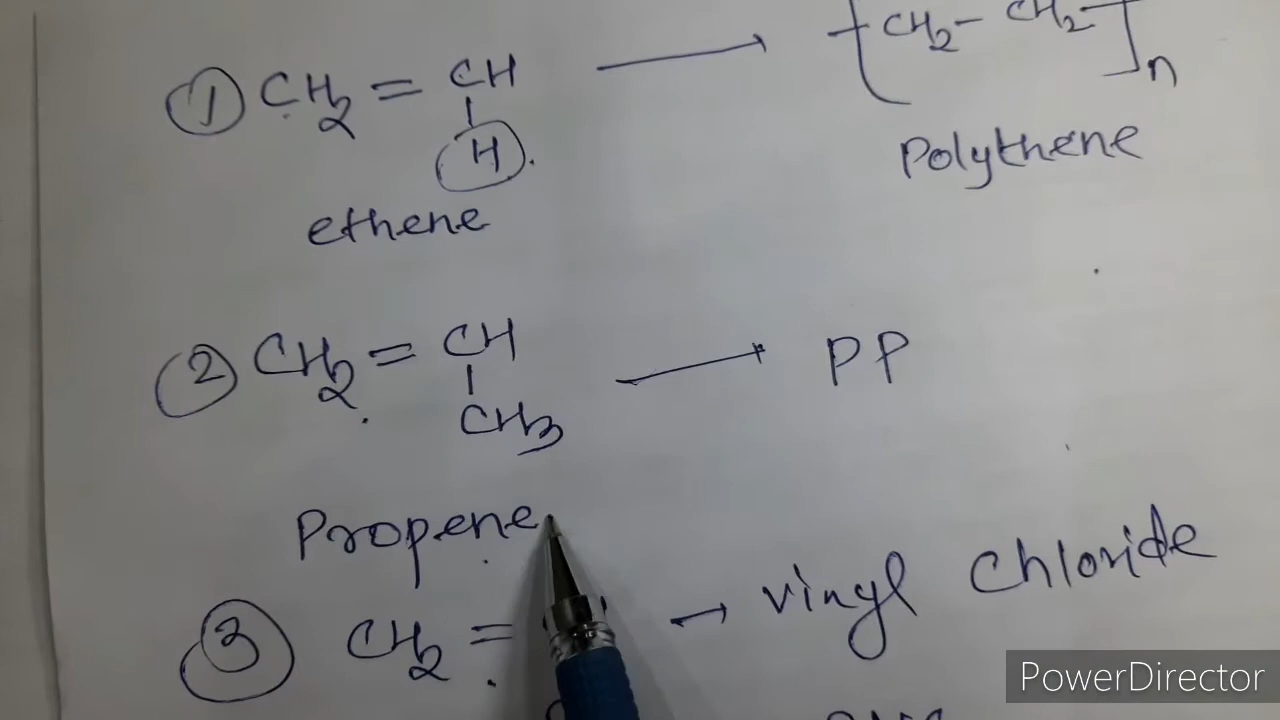 ① CH₂ = CH → [CH₂ - CH₂]n
H
Polythene
ethene
② CH₂ = CH → PP
CH₃
Propene
③ CH₂ = → vinyl chloride
PowerDirector